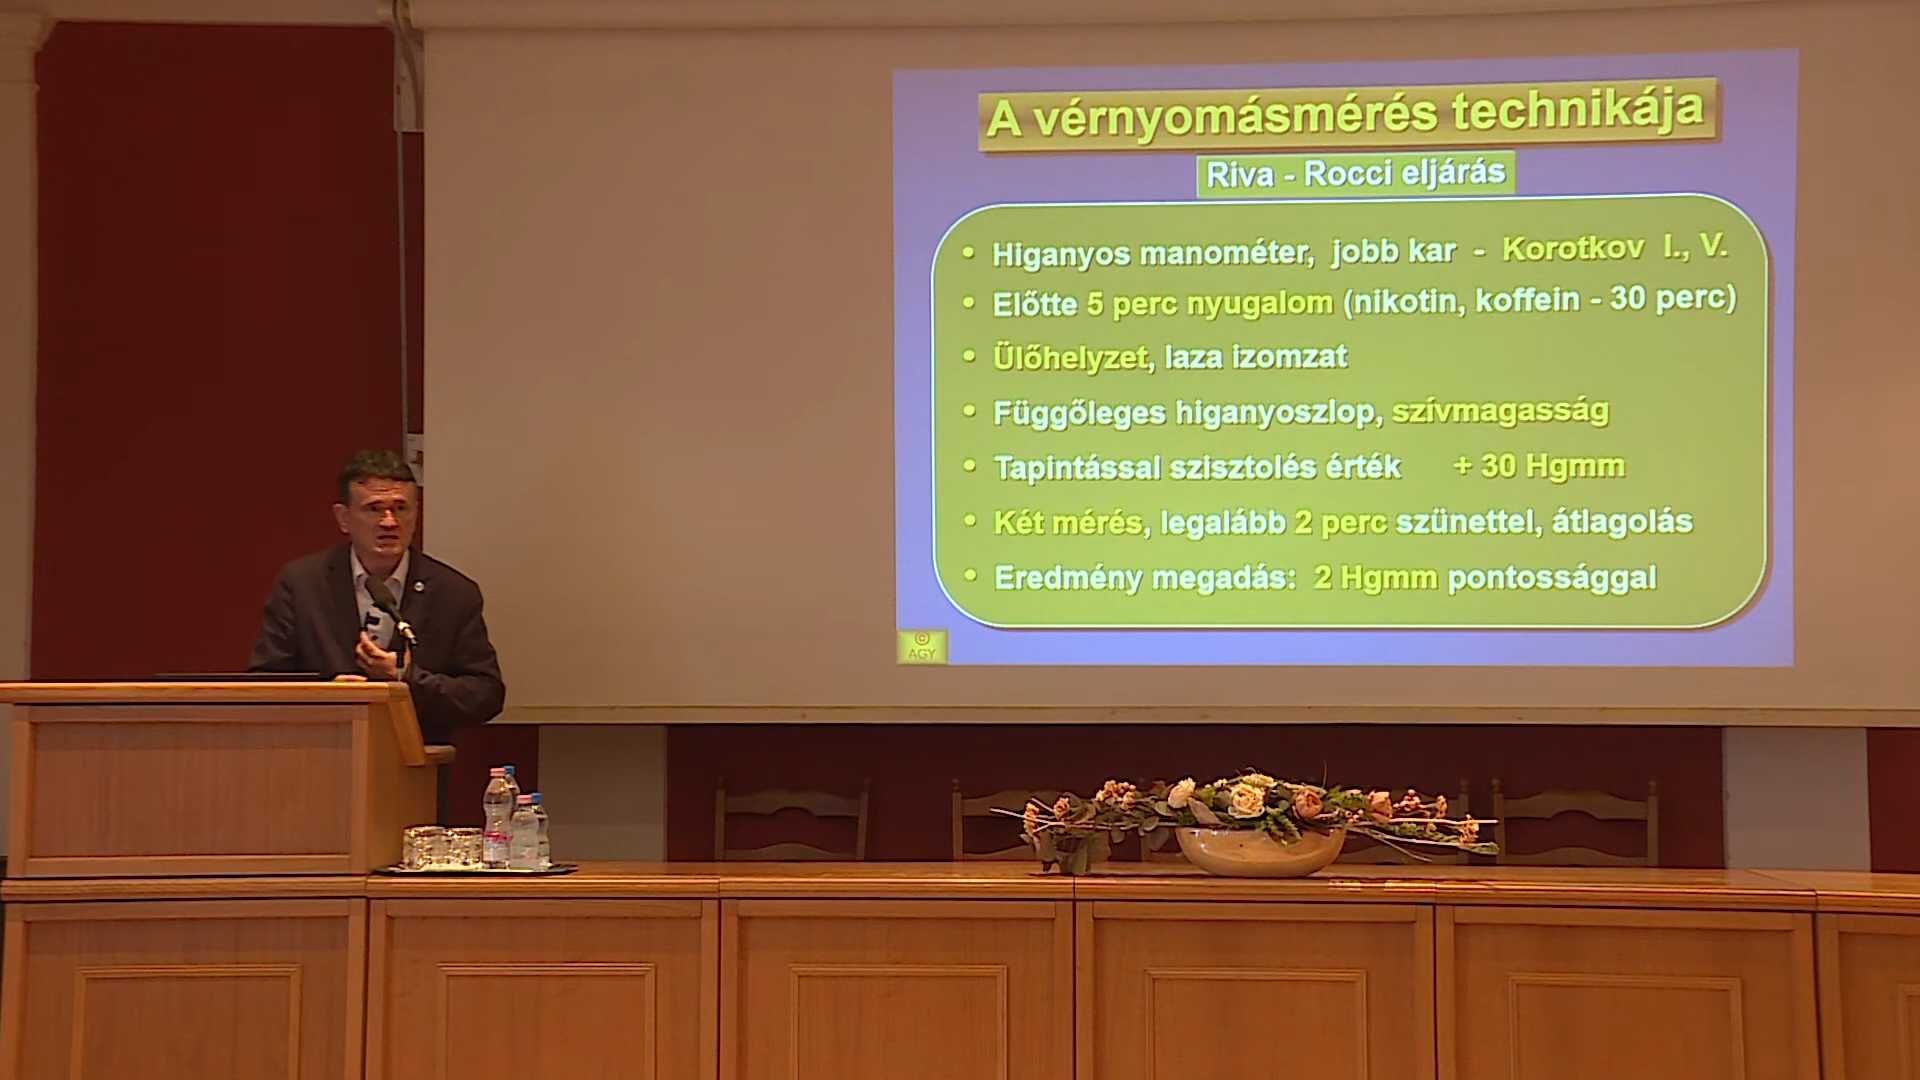 A vérnyomásmérés technikája
Riva - Rocci eljárás
• Higanyos manométer, jobb kar - Korotkov I., V.
• Előtte 5 perc nyugalom (nikotin, koffein - 30 perc)
• Ülőhelyzet, laza izomzat
• Függőleges higanyoszlop, szívmagasság
• Tapintással szisztolés érték + 30 Hgmm
• Két mérés, legalább 2 perc szünettel, átlagolás
• Eredmény megadás: 2 Hgmm pontossággal
©
AGY